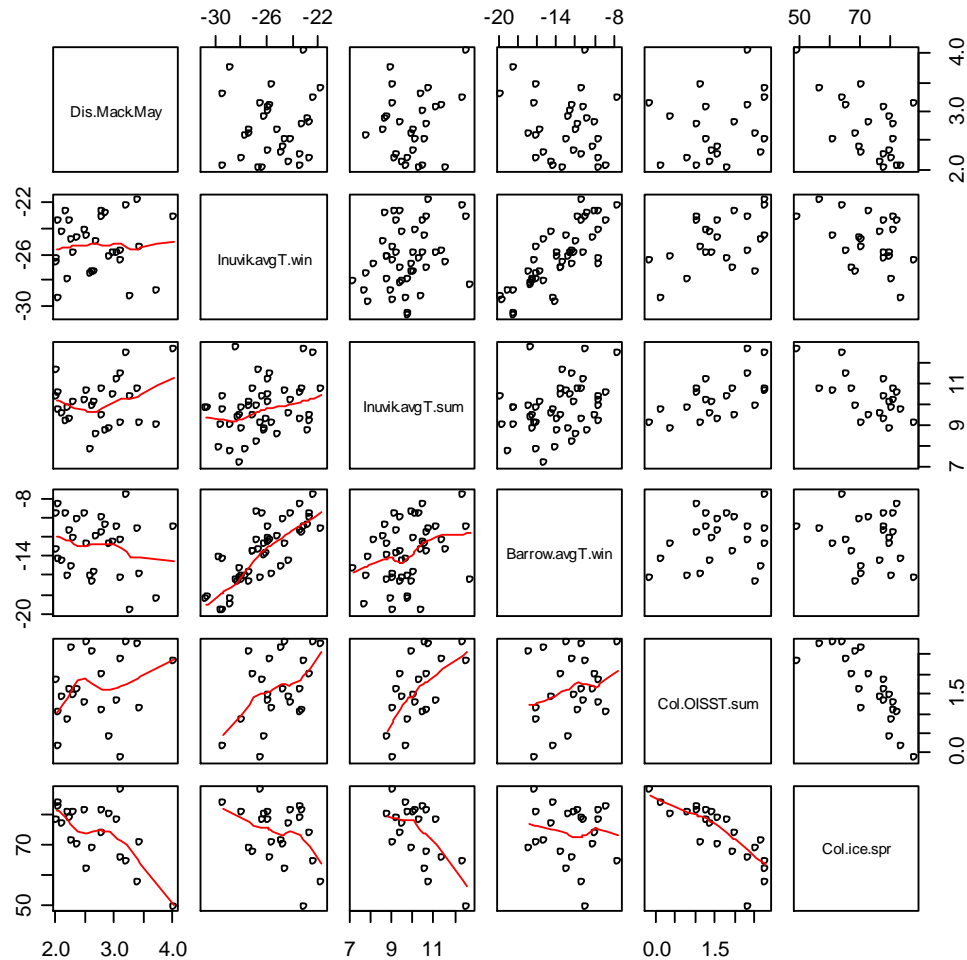 -30 -26 -22 -20 -14 -8 50 70
Dis.Mack.May
2.0 3.0 4.0
-30 -26 -22
Inuvik.avgT.win
Inuvik.avgT.sum
7 9 11
-20 -14 -8
Barrow.avgT.win
Col.OISST.sum
0.0 1.5
50 70
Col.ice.spr
2.0 3.0 4.0 7 9 11 0.0 1.5